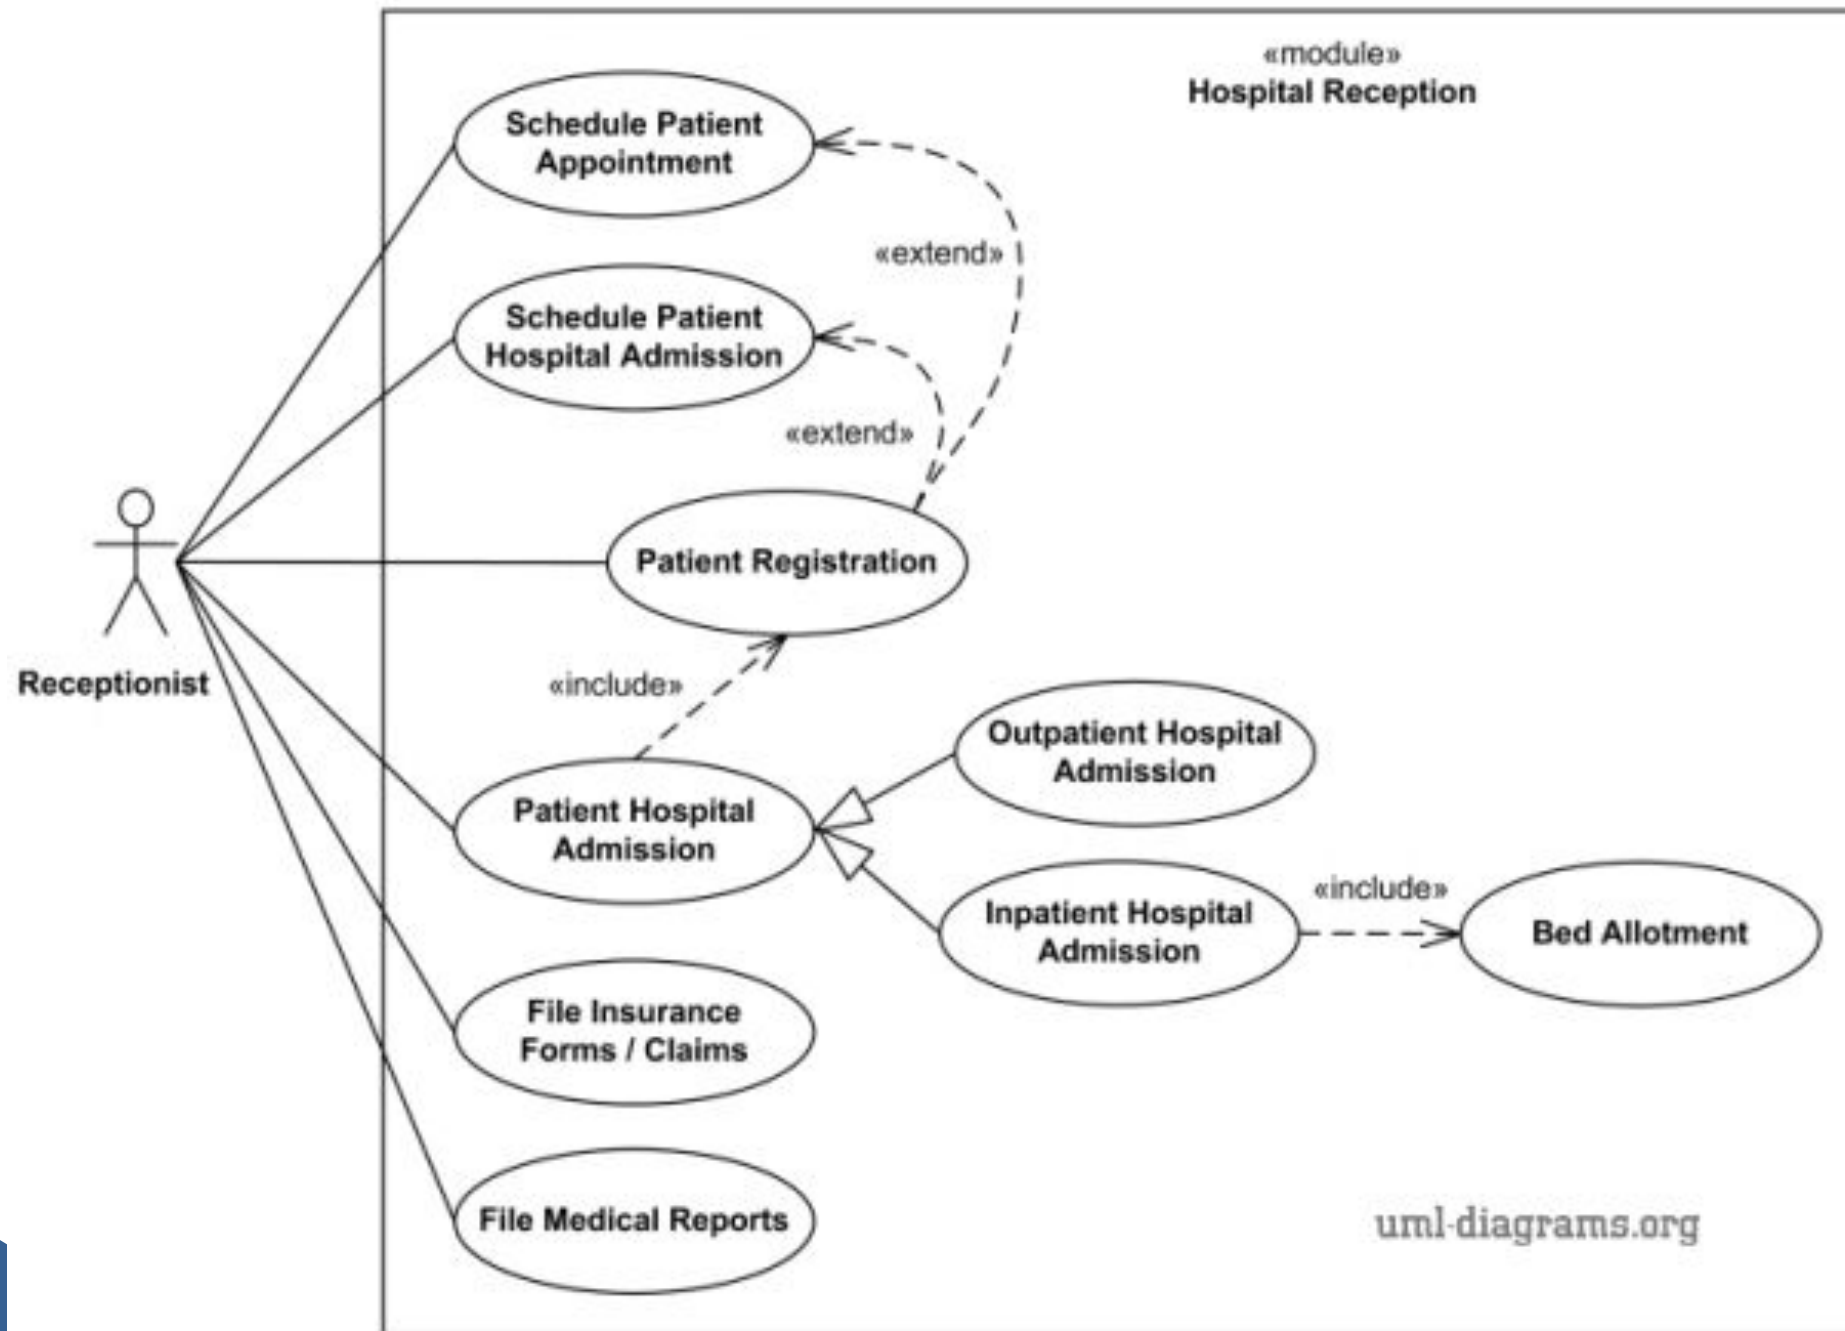 «module»
Hospital Reception
Schedule Patient
Appointment
«extend»
Schedule Patient
Hospital Admission
«extend»
Patient Registration
Receptionist
«include»
Outpatient Hospital
Admission
Patient Hospital
Admission
«include»
Inpatient Hospital
Admission
Bed Allotment
File Insurance
Forms / Claims
File Medical Reports
uml-diagrams.org